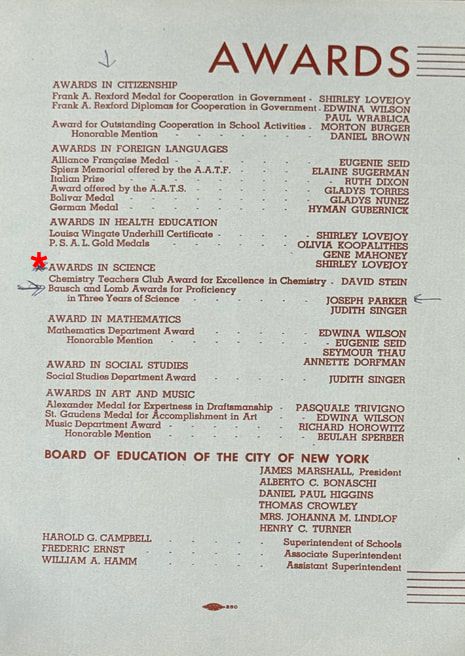 AWARDS
AWARDS IN CITIZENSHIP
Frank A. Rexford Medal for Cooperation in Government - SHIRLEY LOVEJOY
Frank A. Rexford Diplomas for Cooperation in Government - EDWINA WILSON
PAUL WRABLICA
Award for Outstanding Cooperation in School Activities - MORTON BURGER
Honorable Mention - - - - - DANIEL BROWN
AWARDS IN FOREIGN LANGUAGES
Alliance Française Medal - - - - - EUGENIE SEID
Spiers Memorial offered by the A.A.T.F. - - - ELAINE SUGERMAN
Italian Prize - - - - - - RUTH DIXON
Award offered by the A.A.T.S. - - - - GLADYS TORRES
Bolivar Medal - - - - - - GLADYS NUNEZ
German Medal - - - - - - HYMAN GUBERNICK
AWARDS IN HEALTH EDUCATION
Louisa Wingate Underhill Certificate - - - - SHIRLEY LOVEJOY
P. S. A. L. Gold Medals - - - - OLIVIA KOOPALITHES
GENE MAHONEY
SHIRLEY LOVEJOY
* AWARDS IN SCIENCE
Chemistry Teachers Club Award for Excellence in Chemistry - DAVID STEIN
Bausch and Lomb Awards for Proficiency
in Three Years of Science - - - - JOSEPH PARKER
JUDITH SINGER
AWARDS IN MATHEMATICS
Mathematics Department Award - - - - EDWINA WILSON
Honorable Mention - - - - - EUGENIE SEID
SEYMOUR THAU
ANNETTE DORFMAN
AWARD IN SOCIAL STUDIES
Social Studies Department Award - - - - JUDITH SINGER
AWARDS IN ART AND MUSIC
Alexander Medal for Expertness in Draftsmanship - PASQUALE TRIVIGNO
St. Gaudens Medal for Accomplishment in Art - - EDWINA WILSON
Music Department Award - - - - RICHARD HOROWITZ
Honorable Mention - - - - BEULAH SPERBER
BOARD OF EDUCATION OF THE CITY OF NEW YORK
JAMES MARSHALL, President
ALBERTO C. BONASCHI
DANIEL PAUL HIGGINS
THOMAS CROWLEY
MRS. JOHANNA M. LINDLOF
HENRY C. TURNER
HAROLD G. CAMPBELL - - - - Superintendent of Schools
FREDERIC ERNST - - - - Associate Superintendent
WILLIAM A. HAMM - - - - Assistant Superintendent